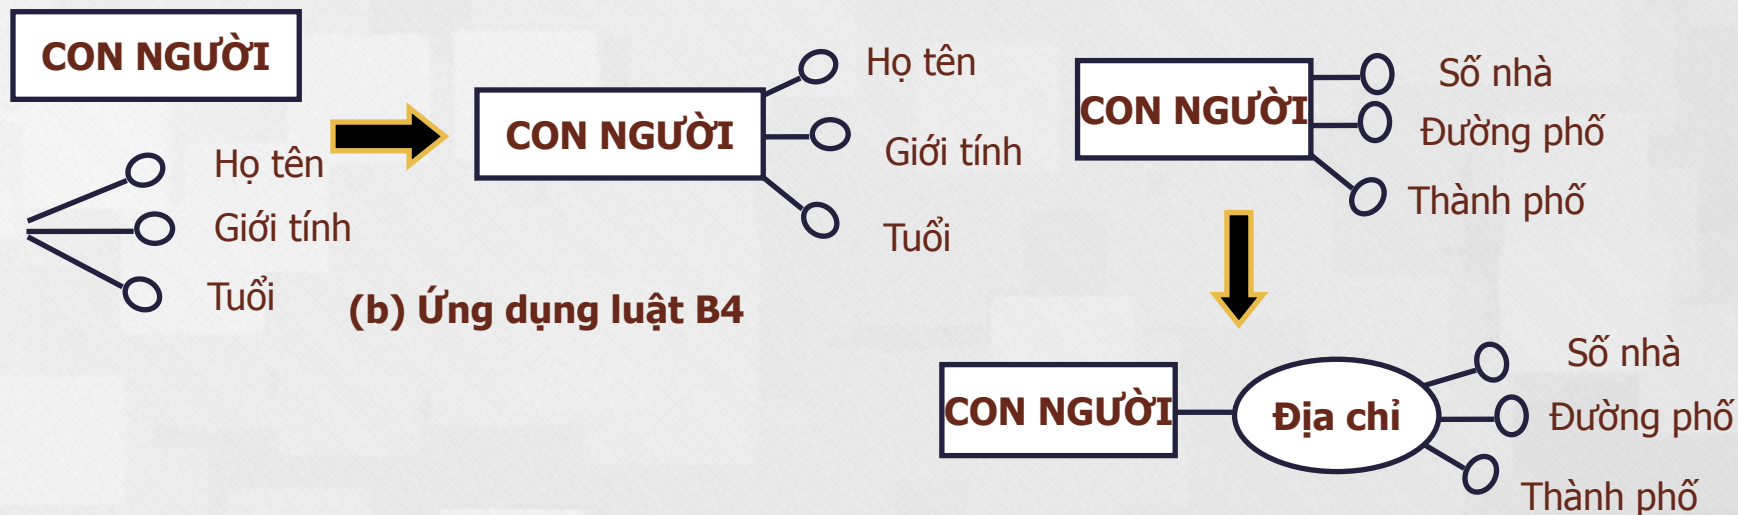 CON NGƯỜI
Họ tên
Giới tính
Tuổi
CON NGƯỜI
Họ tên
Giới tính
Tuổi
(b) Ứng dụng luật B4
CON NGƯỜI
Số nhà
Đường phố
Thành phố
CON NGƯỜI
Địa chỉ
Số nhà
Đường phố
Thành phố